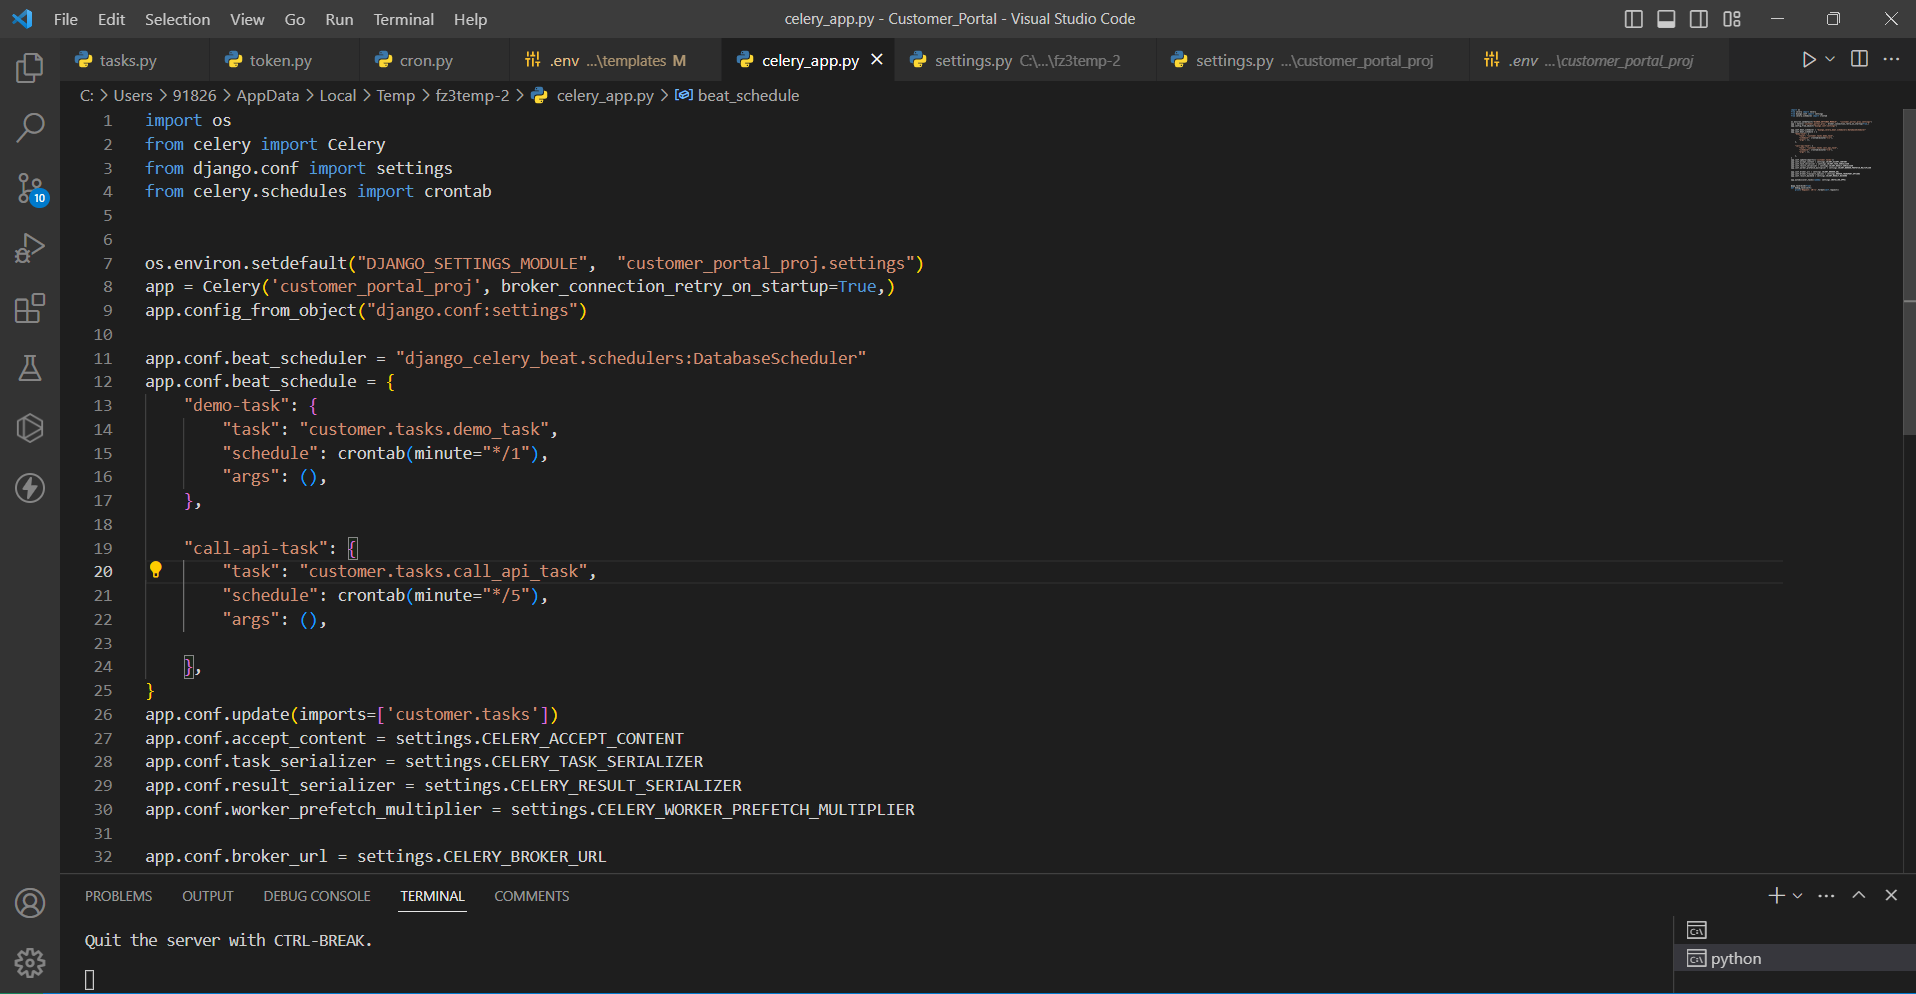 File Edit Selection View Go Run Terminal Help
celery_app.py - Customer_Portal - Visual Studio Code
tasks.py token.py cron.py .env ...\templates M celery_app.py settings.py C:\...\fz3temp-2 settings.py ...\customer_portal_proj .env ...\customer_portal_proj
C: > Users > 91826 > AppData > Local > Temp > fz3temp-2 > celery_app.py > beat_schedule
10
1 import os
2 from celery import Celery
3 from django.conf import settings
4 from celery.schedules import crontab
5
6
7 os.environ.setdefault("DJANGO_SETTINGS_MODULE",  "customer_portal_proj.settings")
8 app = Celery('customer_portal_proj', broker_connection_retry_on_startup=True,)
9 app.config_from_object("django.conf:settings")
10
11 app.conf.beat_scheduler = "django_celery_beat.schedulers:DatabaseScheduler"
12 app.conf.beat_schedule = {
13     "demo-task": {
14         "task": "customer.tasks.demo_task",
15         "schedule": crontab(minute="*/1"),
16         "args": (),
17     },
18
19     "call-api-task": {
20         "task": "customer.tasks.call_api_task",
21         "schedule": crontab(minute="*/5"),
22         "args": (),
23
24     },
25 }
26 app.conf.update(imports=['customer.tasks'])
27 app.conf.accept_content = settings.CELERY_ACCEPT_CONTENT
28 app.conf.task_serializer = settings.CELERY_TASK_SERIALIZER
29 app.conf.result_serializer = settings.CELERY_RESULT_SERIALIZER
30 app.conf.worker_prefetch_multiplier = settings.CELERY_WORKER_PREFETCH_MULTIPLIER
31
32 app.conf.broker_url = settings.CELERY_BROKER_URL
PROBLEMS OUTPUT DEBUG CONSOLE TERMINAL COMMENTS
Quit the server with CTRL-BREAK.
python